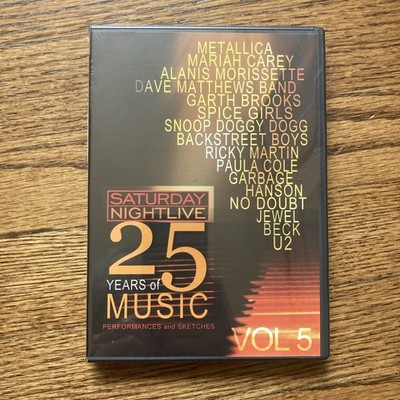 METALLICA
MARIAH CAREY
ALANIS MORISSETTE
DAVE MATTHEWS BAND
GARTH BROOKS
SPICE GIRLS
SNOOP DOGGY DOGG
BACKSTREET BOYS
RICKY MARTIN
PAULA COLE
GARBAGE
HANSON
NO DOUBT
JEWEL
BECK
U2
SATURDAY
NIGHTLIVE
25
YEARS of
MUSIC
PERFORMANCES and SKETCHES
VOL 5